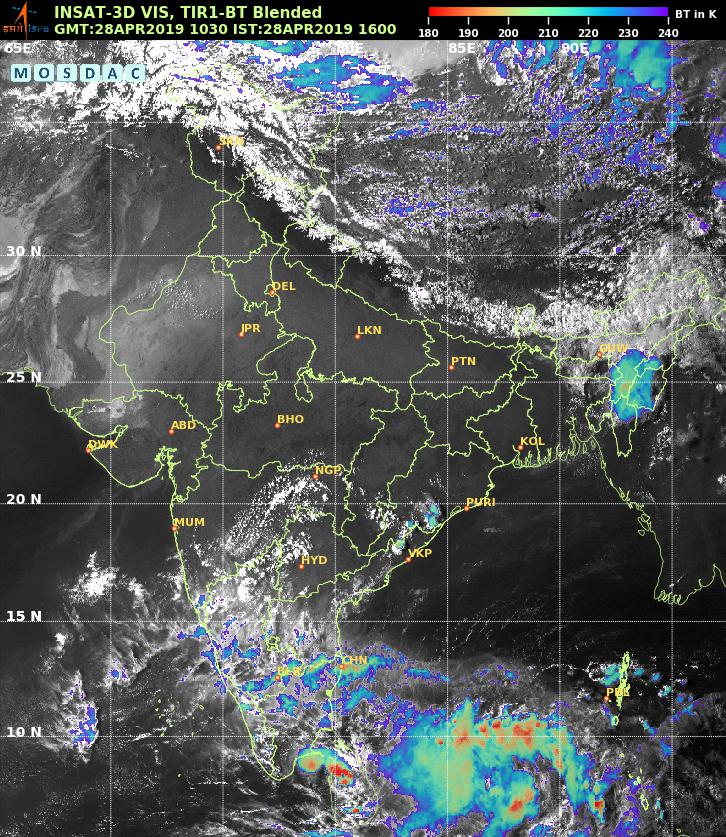 INSAT-3D VIS, TIR1-BT Blended
GMT:28APR2019 1030 IST:28APR2019 1600
BT in K
180 190 200 210 220 230 240
65E 80E 85E 90E
M O S D A C
SRN
30 N
DEL
JPR LKN
GUW
PTN
25 N
ABD BHO
DWK KOL
NGP
20 N PURI
MUM
VKP
HYD
15 N
CHN
PBL
10 N